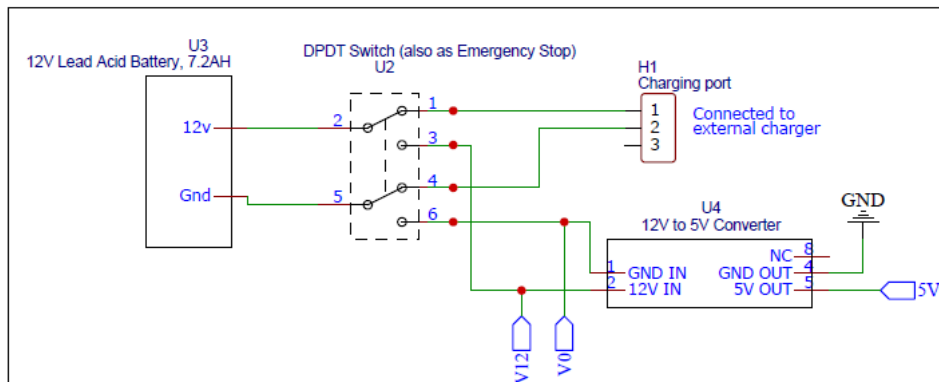 U3
12V Lead Acid Battery, 7.2AH
DPDT Switch (also as Emergency Stop)
U2
H1
Charging port
12v
Gnd
2
5
1
3
4
6
1
2
3
Connected to
external charger
GND
U4
12V to 5V Converter
NC
8
1
GND IN
GND OUT
4
2
12V IN
5V OUT
5
5V
V12
V0